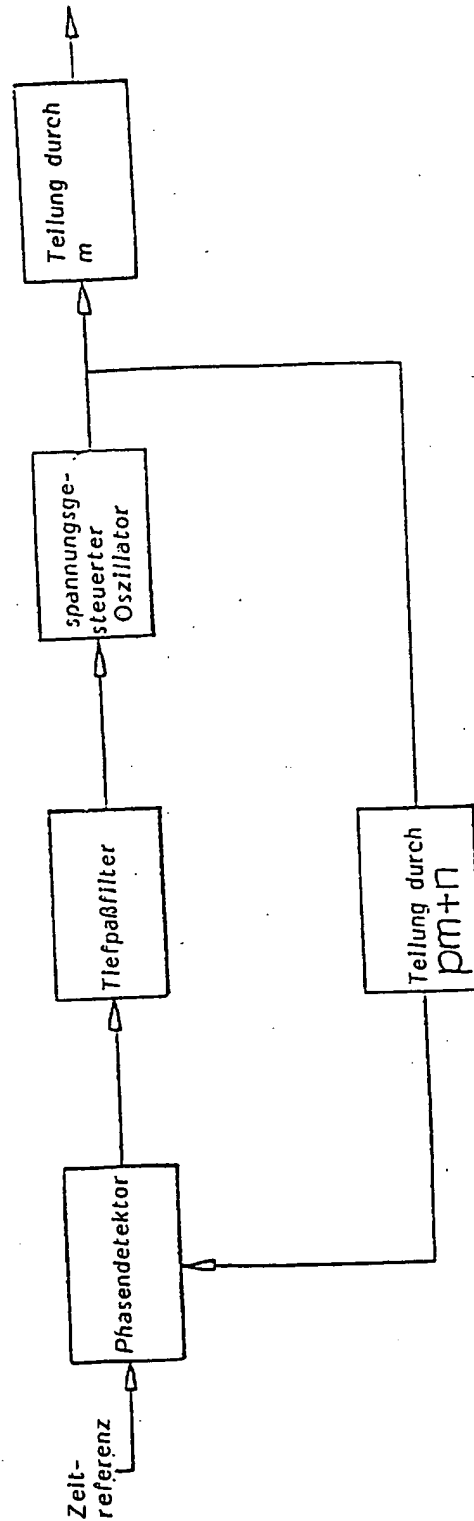 Zeit-
referenz
Phasendetektor
Tiefpaßfilter
spannungsge-
steuerter
Oszillator
Teilung durch
m
Teilung durch
pm+n